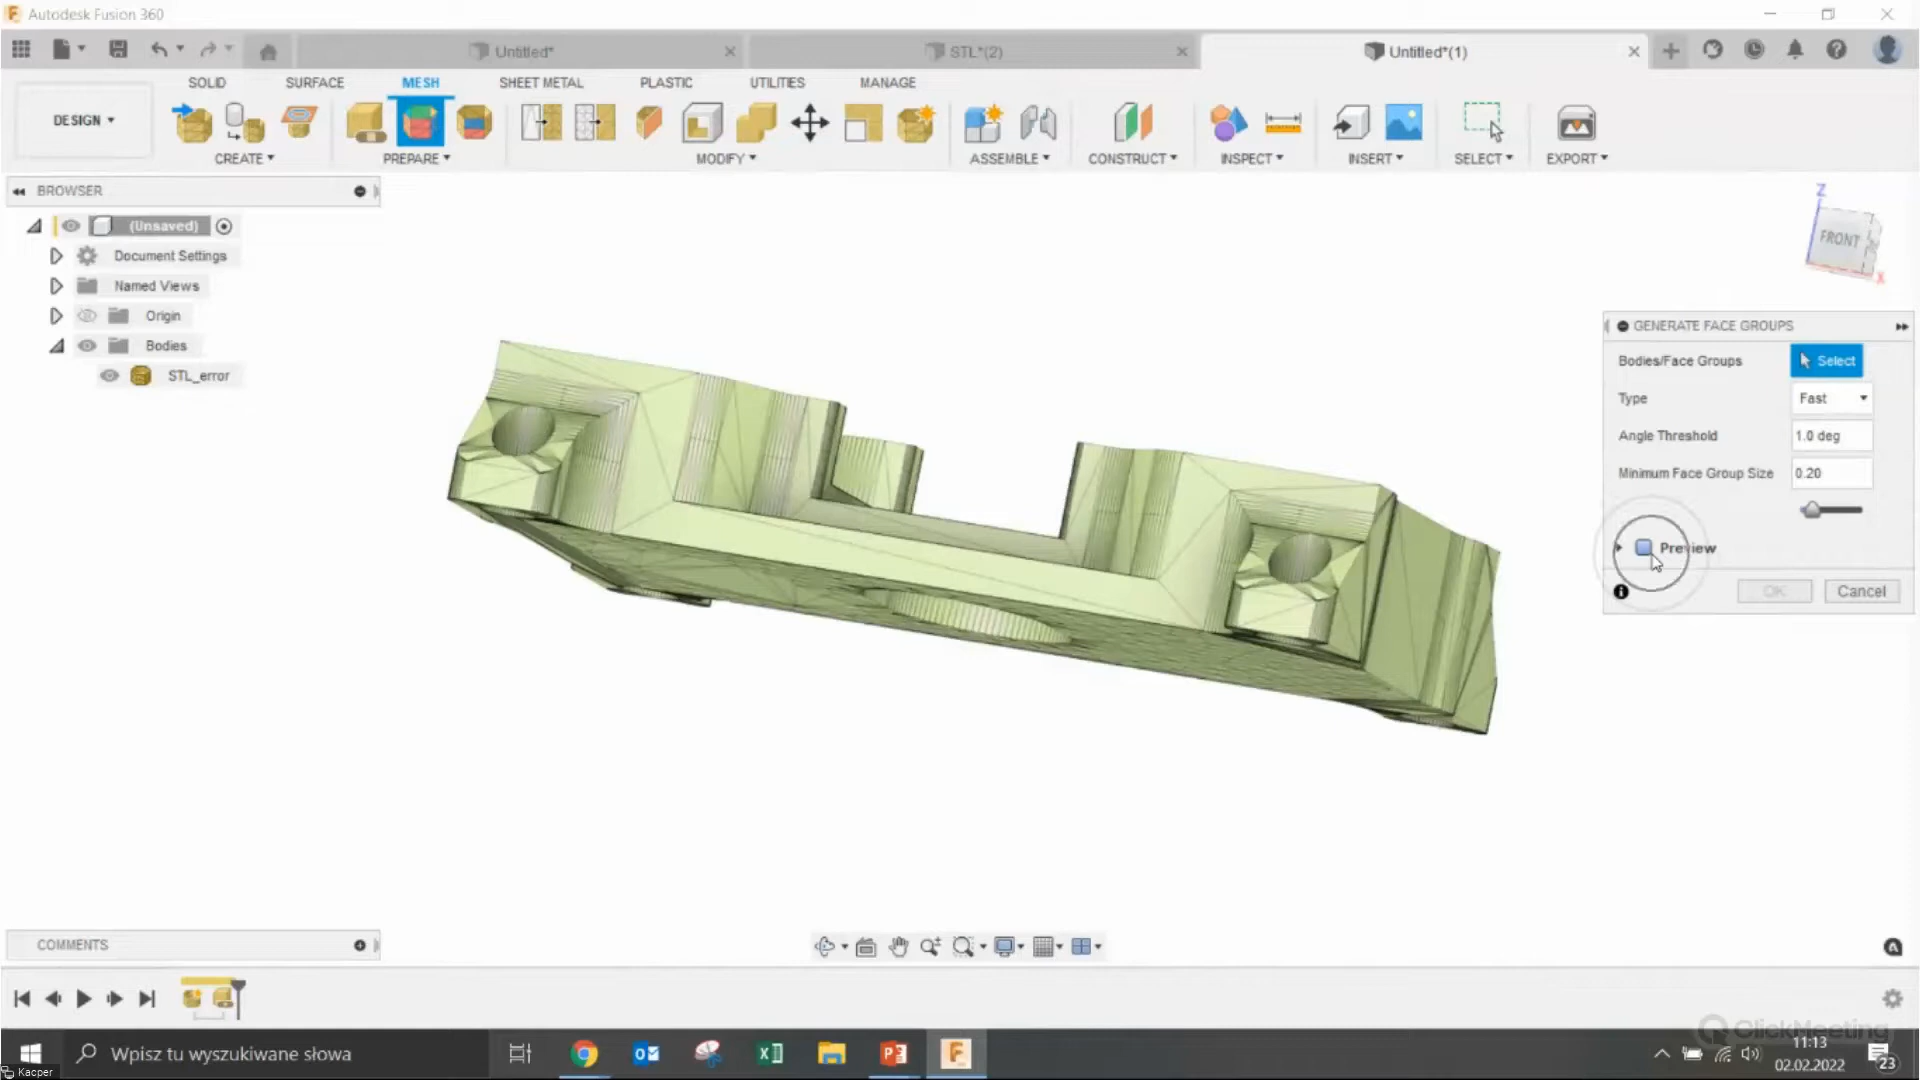 Autodesk Fusion 360
Untitled*
STL*(2)
Untitled*(1)
SOLID
SURFACE
MESH
SHEET METAL
PLASTIC
UTILITIES
MANAGE
DESIGN
CREATE
PREPARE
MODIFY
ASSEMBLE
CONSTRUCT
INSPECT
INSERT
SELECT
EXPORT
BROWSER
(Unsaved)
Document Settings
Named Views
Origin
Bodies
STL_error
Z
FRONT
X
GENERATE FACE GROUPS
Bodies/Face Groups
Select
Type
Fast
Angle Threshold
1.0 deg
Minimum Face Group Size
0.20
Preview
OK
Cancel
COMMENTS
ClickMeeting
Wpisz tu wyszukiwane słowa
11:13
02.02.2022
23
Kacper